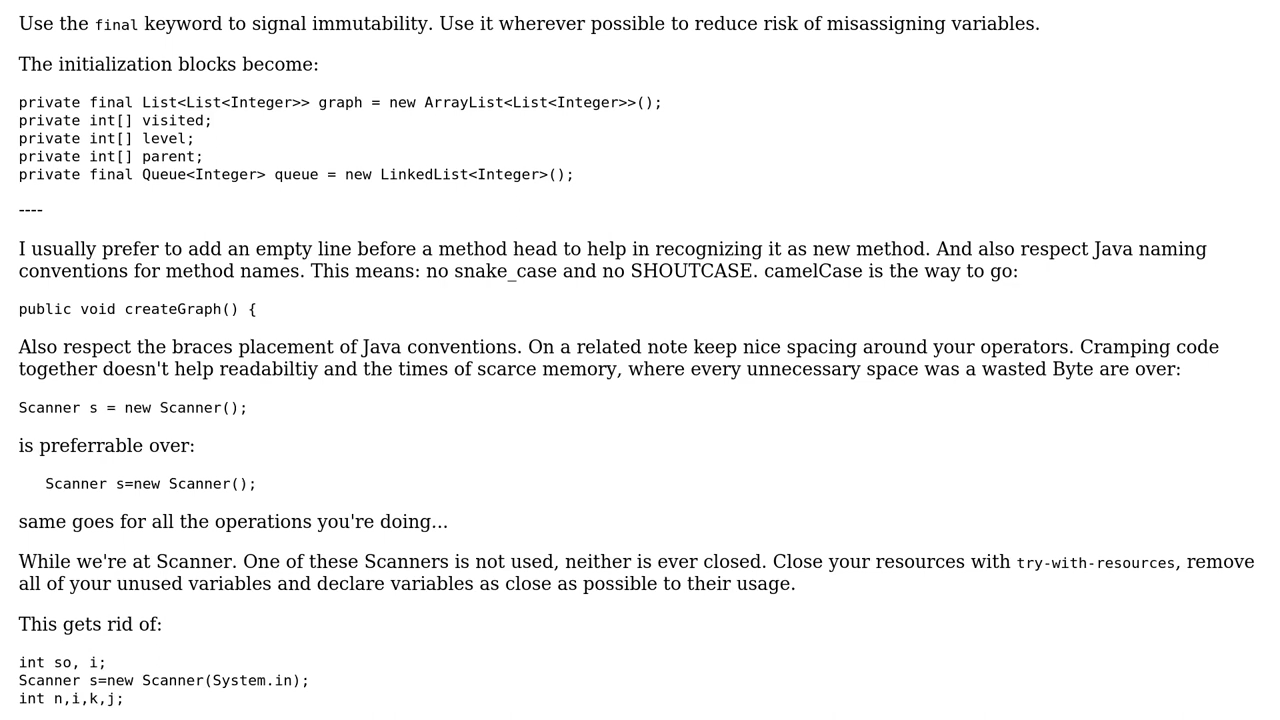 Use the final keyword to signal immutability. Use it wherever possible to reduce risk of misassigning variables.
The initialization blocks become:
private final List<List<Integer>> graph = new ArrayList<List<Integer>>();
private int[] visited;
private int[] level;
private int[] parent;
private final Queue<Integer> queue = new LinkedList<Integer>();
----
I usually prefer to add an empty line before a method head to help in recognizing it as new method. And also respect Java naming
conventions for method names. This means: no snake_case and no SHOUTCASE. camelCase is the way to go:
public void createGraph() {
Also respect the braces placement of Java conventions. On a related note keep nice spacing around your operators. Cramping code
together doesn't help readabiltiy and the times of scarce memory, where every unnecessary space was a wasted Byte are over:
Scanner s = new Scanner();
is preferrable over:
   Scanner s=new Scanner();
same goes for all the operations you're doing...
While we're at Scanner. One of these Scanners is not used, neither is ever closed. Close your resources with try-with-resources, remove
all of your unused variables and declare variables as close as possible to their usage.
This gets rid of:
int so, i;
Scanner s=new Scanner(System.in);
int n,i,k,j;